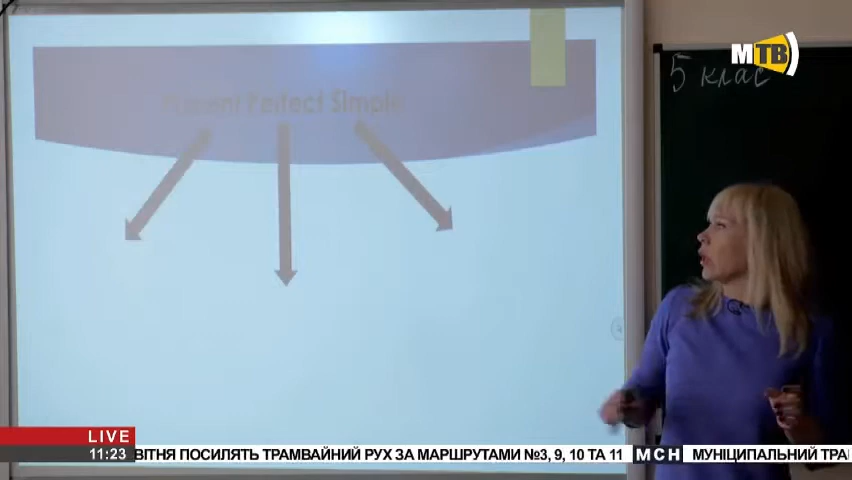 МТВ
5 клас
Present Perfect Simple
LIVE
11:23
ВІТНЯ ПОСИЛЯТЬ ТРАМВАЙНИЙ РУХ ЗА МАРШРУТАМИ №3, 9, 10 ТА 11 МСН МУНІЦИПАЛЬНИЙ ТРА